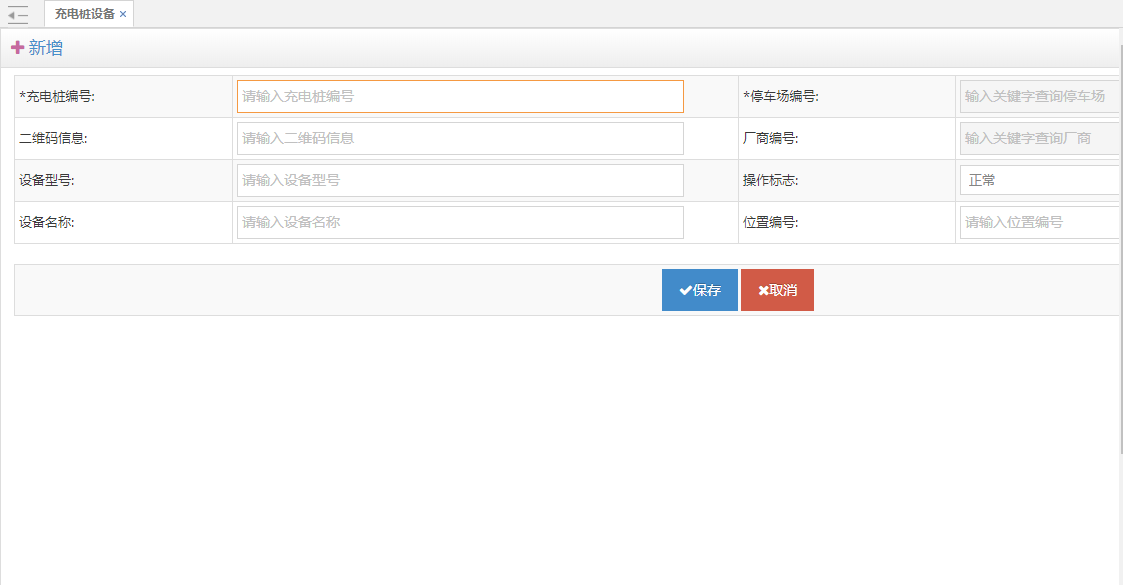 充电桩设备 ×
新增
*充电桩编号: 请输入充电桩编号 *停车场编号: 输入关键字查询停车场
二维码信息: 请输入二维码信息 厂商编号: 输入关键字查询厂商
设备型号: 请输入设备型号 操作标志: 正常
设备名称: 请输入设备名称 位置编号: 请输入位置编号
保存 取消